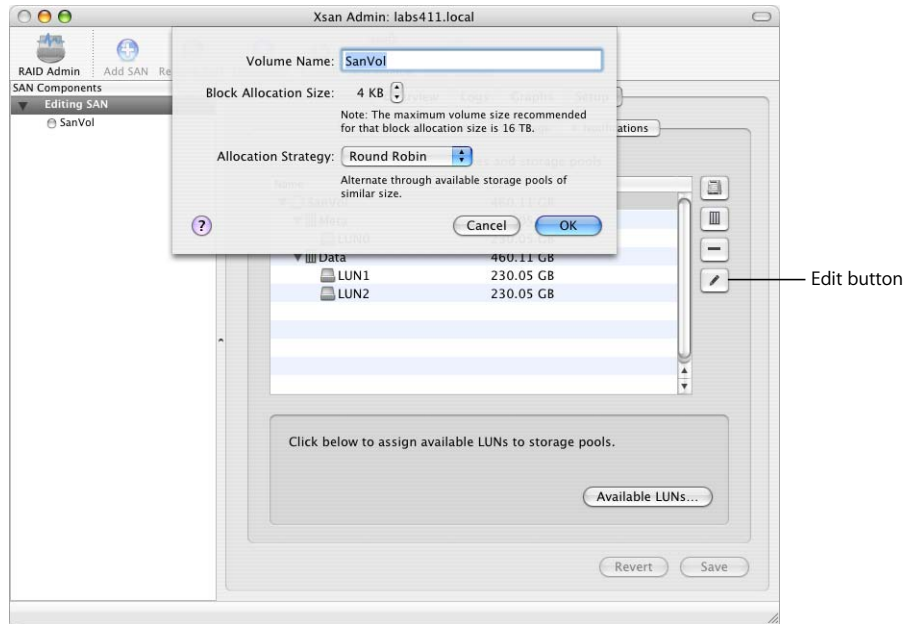 Xsan Admin: labs411.local
RAID Admin
Add SAN
Re
SAN Components
Editing SAN
SanVol
Volume Name: SanVol
Block Allocation Size: 4 KB
Note: The maximum volume size recommended
for that block allocation size is 16 TB.
Allocation Strategy: Round Robin
Alternate through available storage pools of
similar size.
?
Cancel
OK
Data 460.11 GB
LUN1 230.05 GB
LUN2 230.05 GB
Edit button
Click below to assign available LUNs to storage pools.
Available LUNs...
Revert
Save